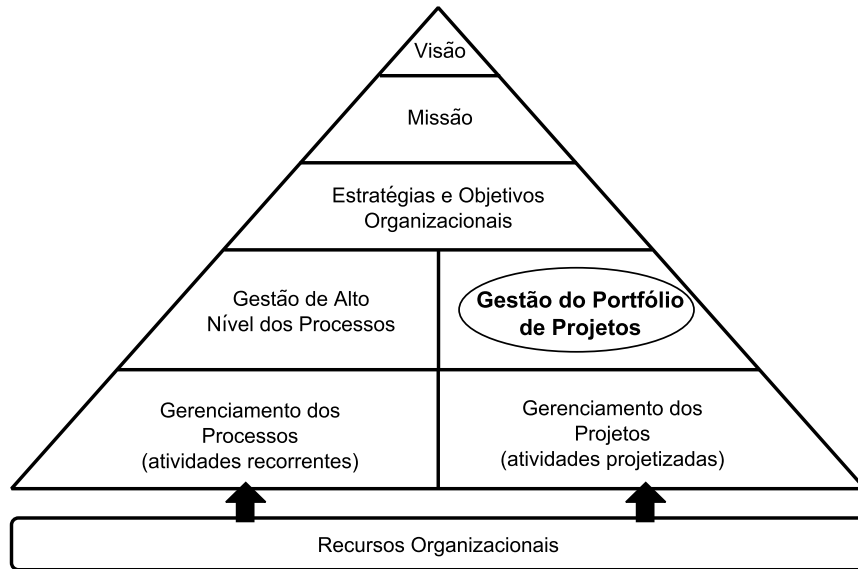 Visão
Missão
Estratégias e Objetivos
Organizacionais
Gestão de Alto
Nível dos Processos
Gestão do Portfólio
de Projetos
Gerenciamento dos
Processos
(atividades recorrentes)
Gerenciamento dos
Projetos
(atividades projetizadas)
Recursos Organizacionais